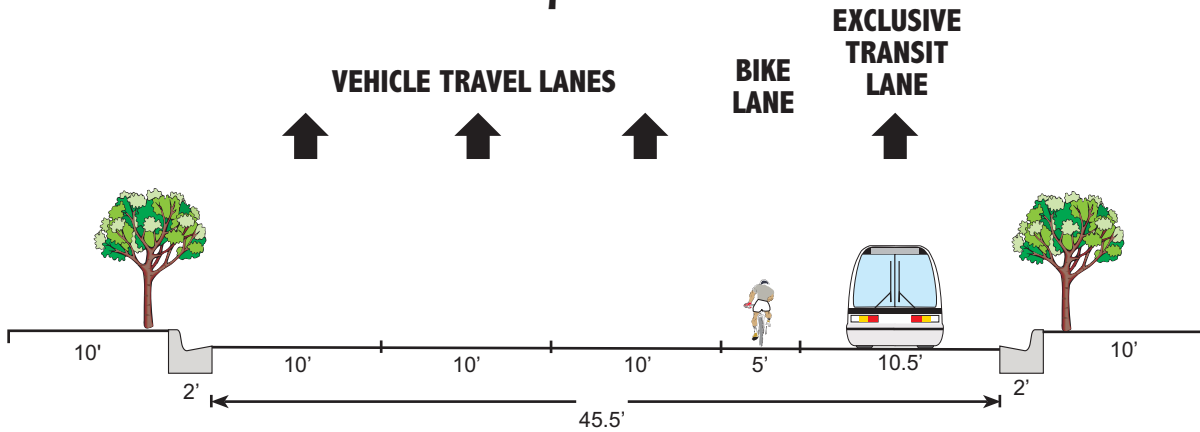 VEHICLE TRAVEL LANES
BIKE
LANE
EXCLUSIVE
TRANSIT
LANE
10'
2’
10’
10’
10’
5’
10.5’
2’
10’
45.5’